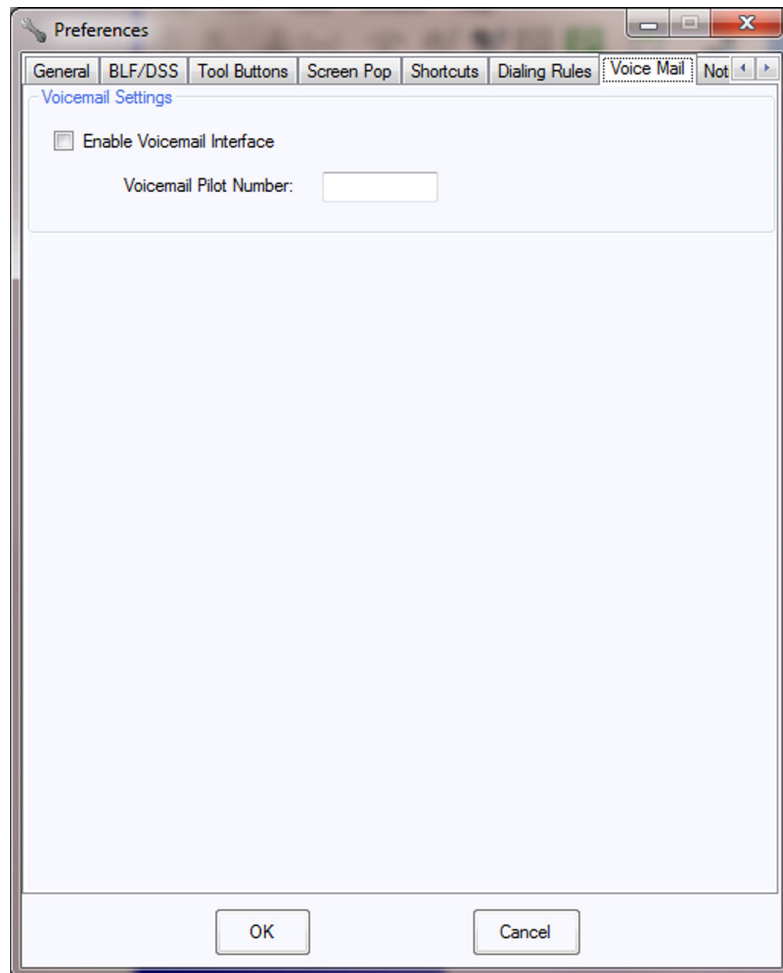 Preferences
General BLF/DSS Tool Buttons Screen Pop Shortcuts Dialing Rules Voice Mail Not
Voicemail Settings
Enable Voicemail Interface
Voicemail Pilot Number:
OK Cancel